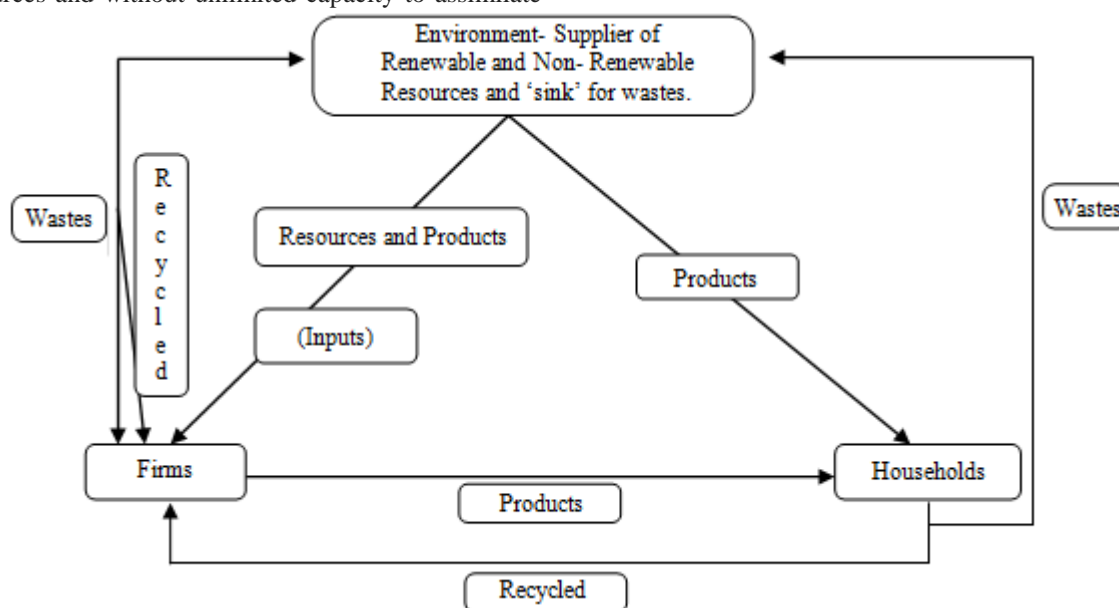 urces and without unlimited capacity to assimilate
Environment- Supplier of
Renewable and Non- Renewable
Resources and ‘sink’ for wastes.
R
e
c
y
c
l
e
d
Wastes
Wastes
Resources and Products
Products
(Inputs)
Firms
Households
Products
Recycled